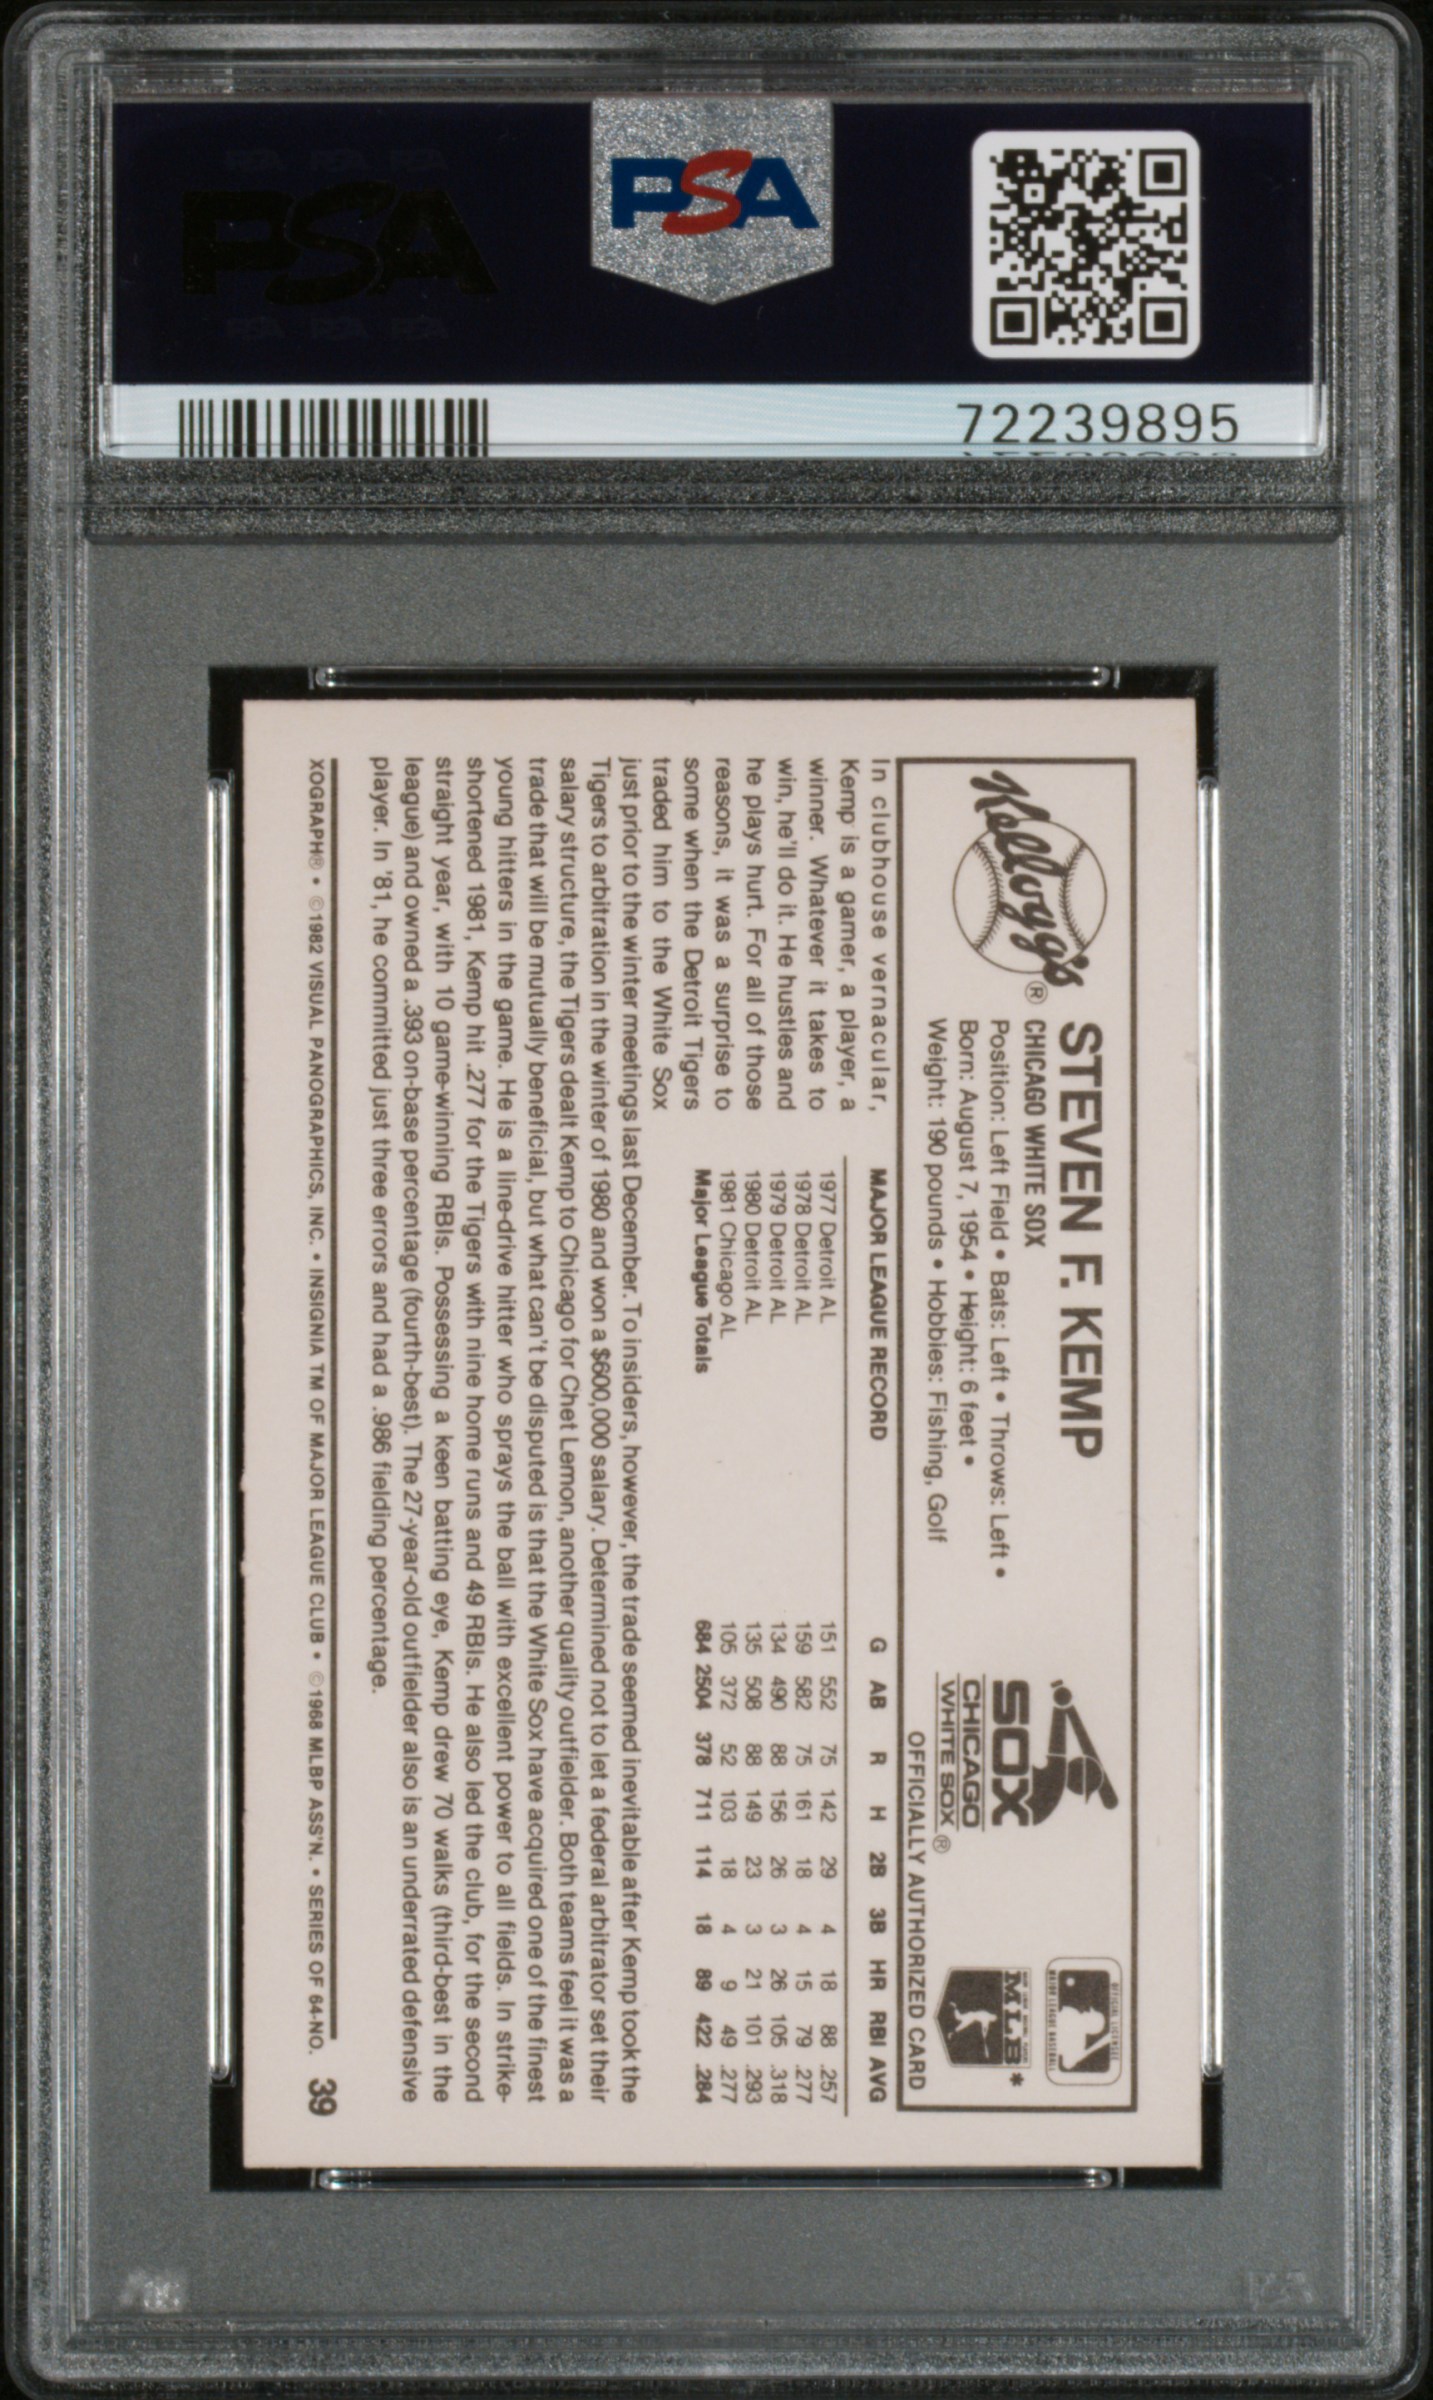 PSA
PSA
72239895
Kellogg's®
STEVEN F. KEMP
CHICAGO WHITE SOX
Position: Left Field • Bats: Left • Throws: Left •
Born: August 7, 1954 • Height: 6 feet •
Weight: 190 pounds • Hobbies: Fishing, Golf
SOX
CHICAGO
WHITE SOX®
MLB*
OFFICIALLY AUTHORIZED CARD
In clubhouse vernacular,
Kemp is a gamer, a player, a
winner. Whatever it takes to
win, he'll do it. He hustles and
he plays hurt. For all of those
reasons, it was a surprise to
some when the Detroit Tigers
traded him to the White Sox
MAJOR LEAGUE RECORD G AB R H 2B 3B HR RBI AVG
1977 Detroit AL 151 552 75 142 29 4 18 88 .257
1978 Detroit AL 159 582 75 161 18 4 15 79 .277
1979 Detroit AL 134 490 88 156 26 3 26 105 .318
1980 Detroit AL 135 508 88 149 23 3 21 101 .293
1981 Chicago AL 105 372 52 103 18 4 9 49 .277
Major League Totals 684 2504 378 711 114 18 89 422 .284
just prior to the winter meetings last December. To insiders, however, the trade seemed inevitable after Kemp took the
Tigers to arbitration in the winter of 1980 and won a $600,000 salary. Determined not to let a federal arbitrator set their
salary structure, the Tigers dealt Kemp to Chicago for Chet Lemon, another quality outfielder. Both teams feel it was a
trade that will be mutually beneficial, but what can't be disputed is that the White Sox have acquired one of the finest
young hitters in the game. He is a line-drive hitter who sprays the ball with excellent power to all fields. In strike-
shortened 1981, Kemp hit .277 for the Tigers with nine home runs and 49 RBIs. He also led the club, for the second
straight year, with 10 game-winning RBIs. Possessing a keen batting eye, Kemp drew 70 walks (third-best in the
league) and owned a .393 on-base percentage (fourth-best). The 27-year-old outfielder also is an underrated defensive
player. In '81, he committed just three errors and had a .986 fielding percentage.
XOGRAPH® • ©1982 VISUAL PANOGRAPHICS, INC. • INSIGNIA TM OF MAJOR LEAGUE CLUB • ©1968 MLBP ASS'N. • SERIES OF 64-NO. 39